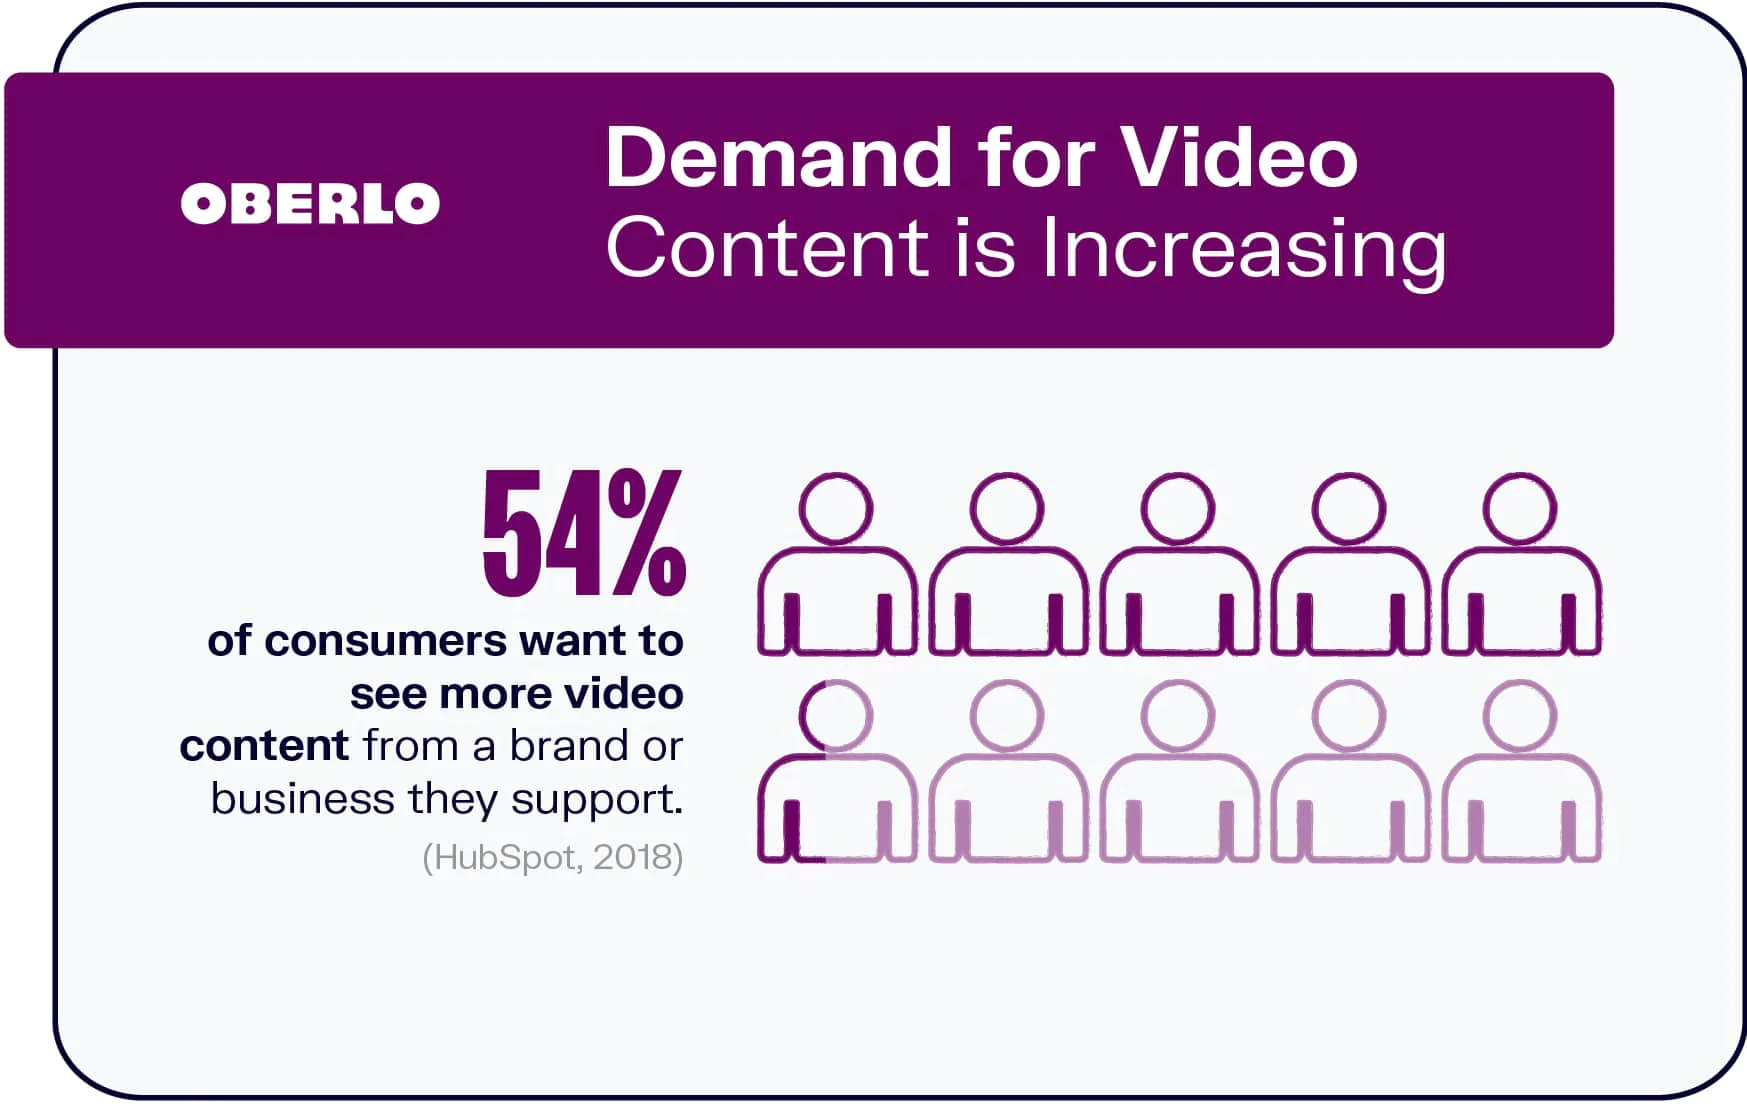 OBERLO
Demand for Video
Content is Increasing
54%
of consumers want to
see more video
content from a brand or
business they support.
(HubSpot, 2018)